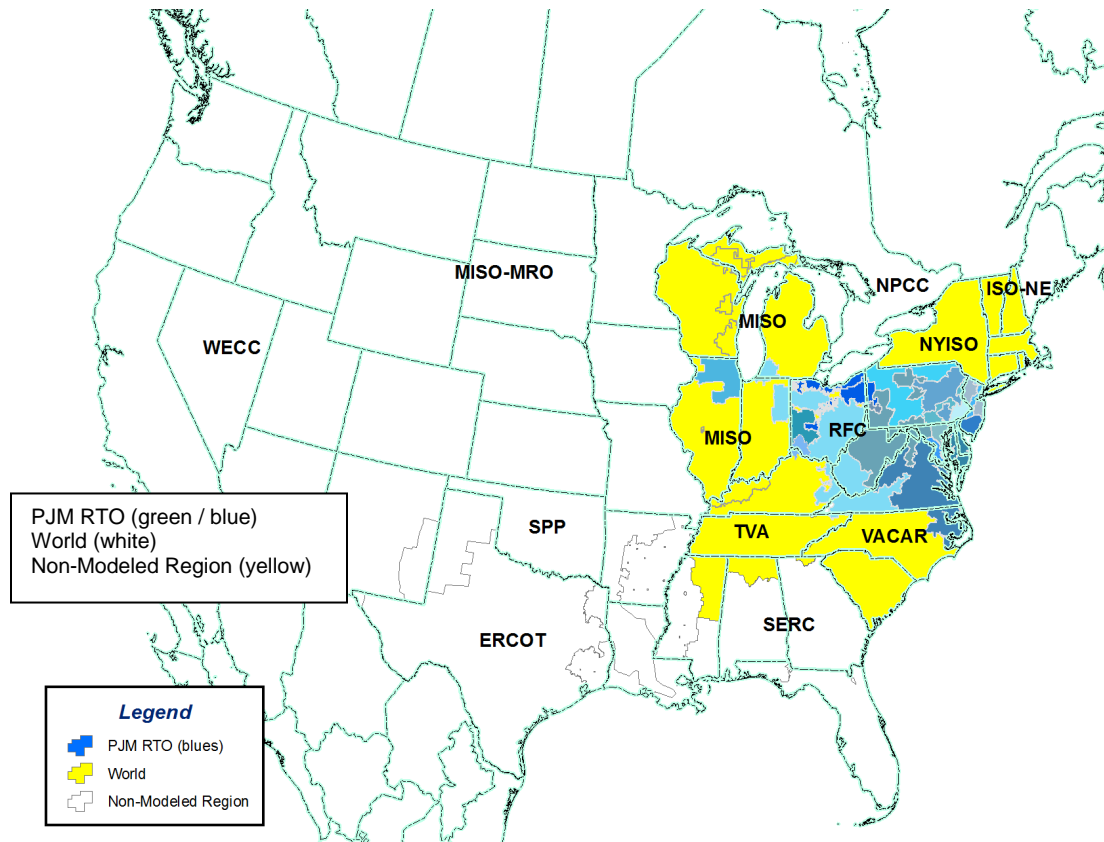 MISO-MRO
NPCC
ISO-NE
MISO
WECC
NYISO
RFC
MISO
PJM RTO (green / blue)
World (white)
Non-Modeled Region (yellow)
SPP
TVA
VACAR
SERC
ERCOT
Legend
PJM RTO (blues)
World
Non-Modeled Region